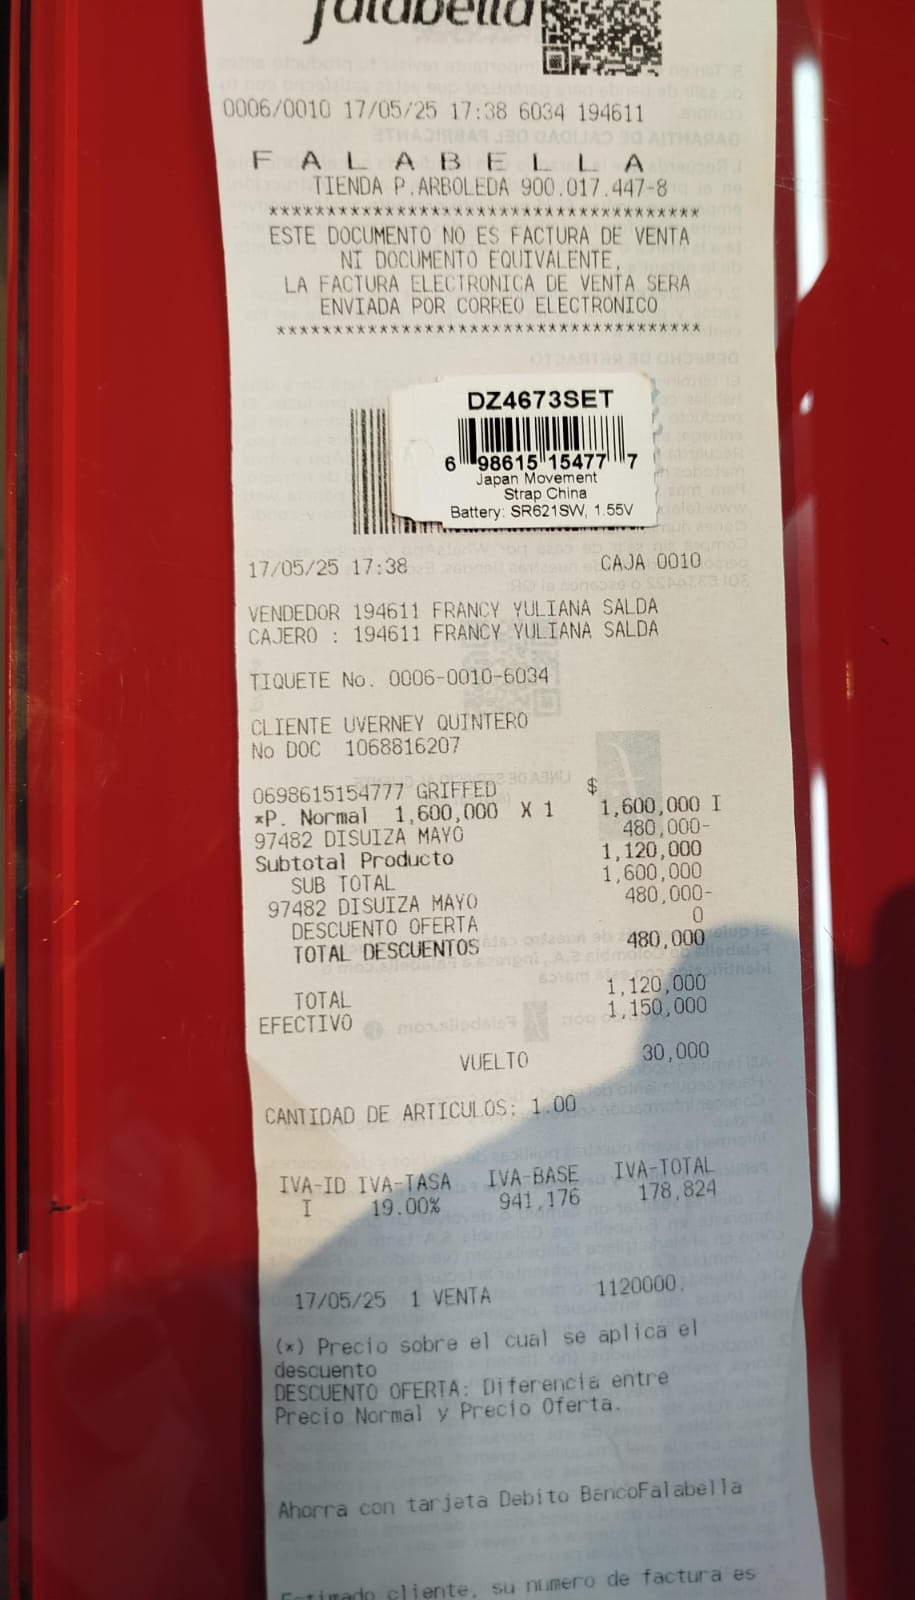 falabella
0006/0010 17/05/25 17:38 6034 194611
F A L A B E L L A
TIENDA P.ARBOLEDA 900.017.447-8
*************************************
ESTE DOCUMENTO NO ES FACTURA DE VENTA
NI DOCUMENTO EQUIVALENTE,
LA FACTURA ELECTRONICA DE VENTA SERA
ENVIADA POR CORREO ELECTRONICO
*************************************
DZ4673SET
6 98615 15477 7
Japan Movement
Strap China
Battery: SR621SW, 1.55V
17/05/25 17:38 CAJA 0010
VENDEDOR 194611 FRANCY YULIANA SALDA
CAJERO : 194611 FRANCY YULIANA SALDA
TIQUETE No. 0006-0010-6034
CLIENTE UVERNEY QUINTERO
No DOC 1068816207
0698615154777 GRIFFED $
*P. Normal 1,600,000 X 1 1,600,000 I
97482 DISUIZA MAYO 480,000-
Subtotal Producto 1,120,000
SUB TOTAL 1,600,000
97482 DISUIZA MAYO 480,000-
DESCUENTO OFERTA 0
TOTAL DESCUENTOS 480,000
TOTAL 1,120,000
EFECTIVO 1,150,000
VUELTO 30,000
CANTIDAD DE ARTICULOS: 1.00
IVA-ID IVA-TASA IVA-BASE IVA-TOTAL
I 19.00% 941,176 178,824
17/05/25 1 VENTA 1120000.
(*) Precio sobre el cual se aplica el
descuento
DESCUENTO OFERTA: Diferencia entre
Precio Normal y Precio Oferta.
Ahorra con tarjeta Debito BancoFalabella
Estimado cliente, su numero de factura es